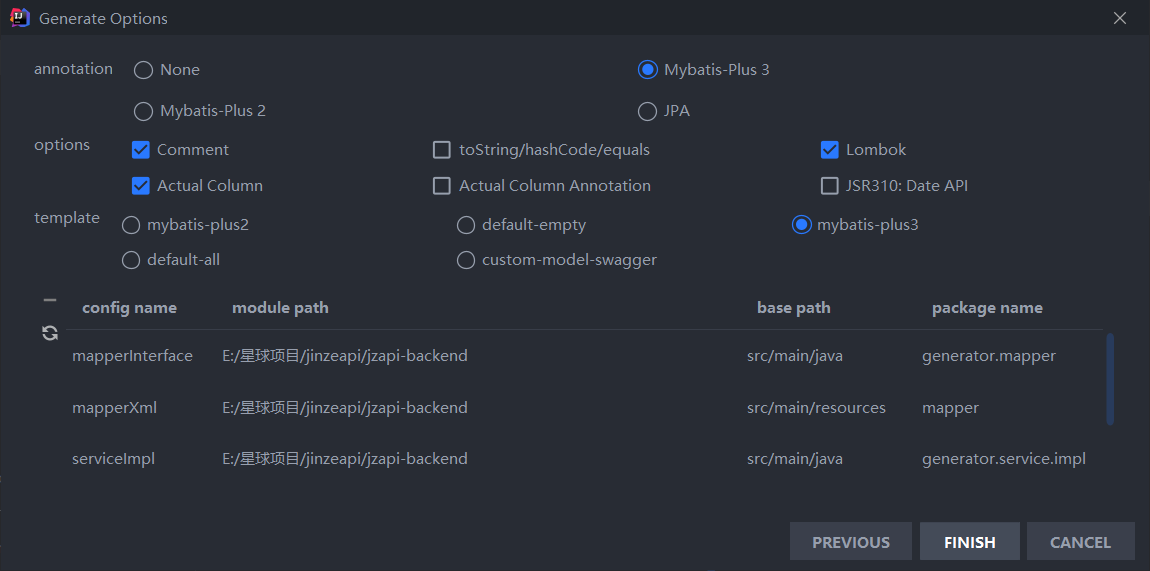 Generate Options
annotation None Mybatis-Plus 3
Mybatis-Plus 2 JPA
options Comment toString/hashCode/equals Lombok
Actual Column Actual Column Annotation JSR310: Date API
template mybatis-plus2 default-empty mybatis-plus3
default-all custom-model-swagger
config name module path base path package name
mapperInterface E:/星球项目/jinzeapi/jzapi-backend src/main/java generator.mapper
mapperXml E:/星球项目/jinzeapi/jzapi-backend src/main/resources mapper
serviceImpl E:/星球项目/jinzeapi/jzapi-backend src/main/java generator.service.impl
PREVIOUS FINISH CANCEL